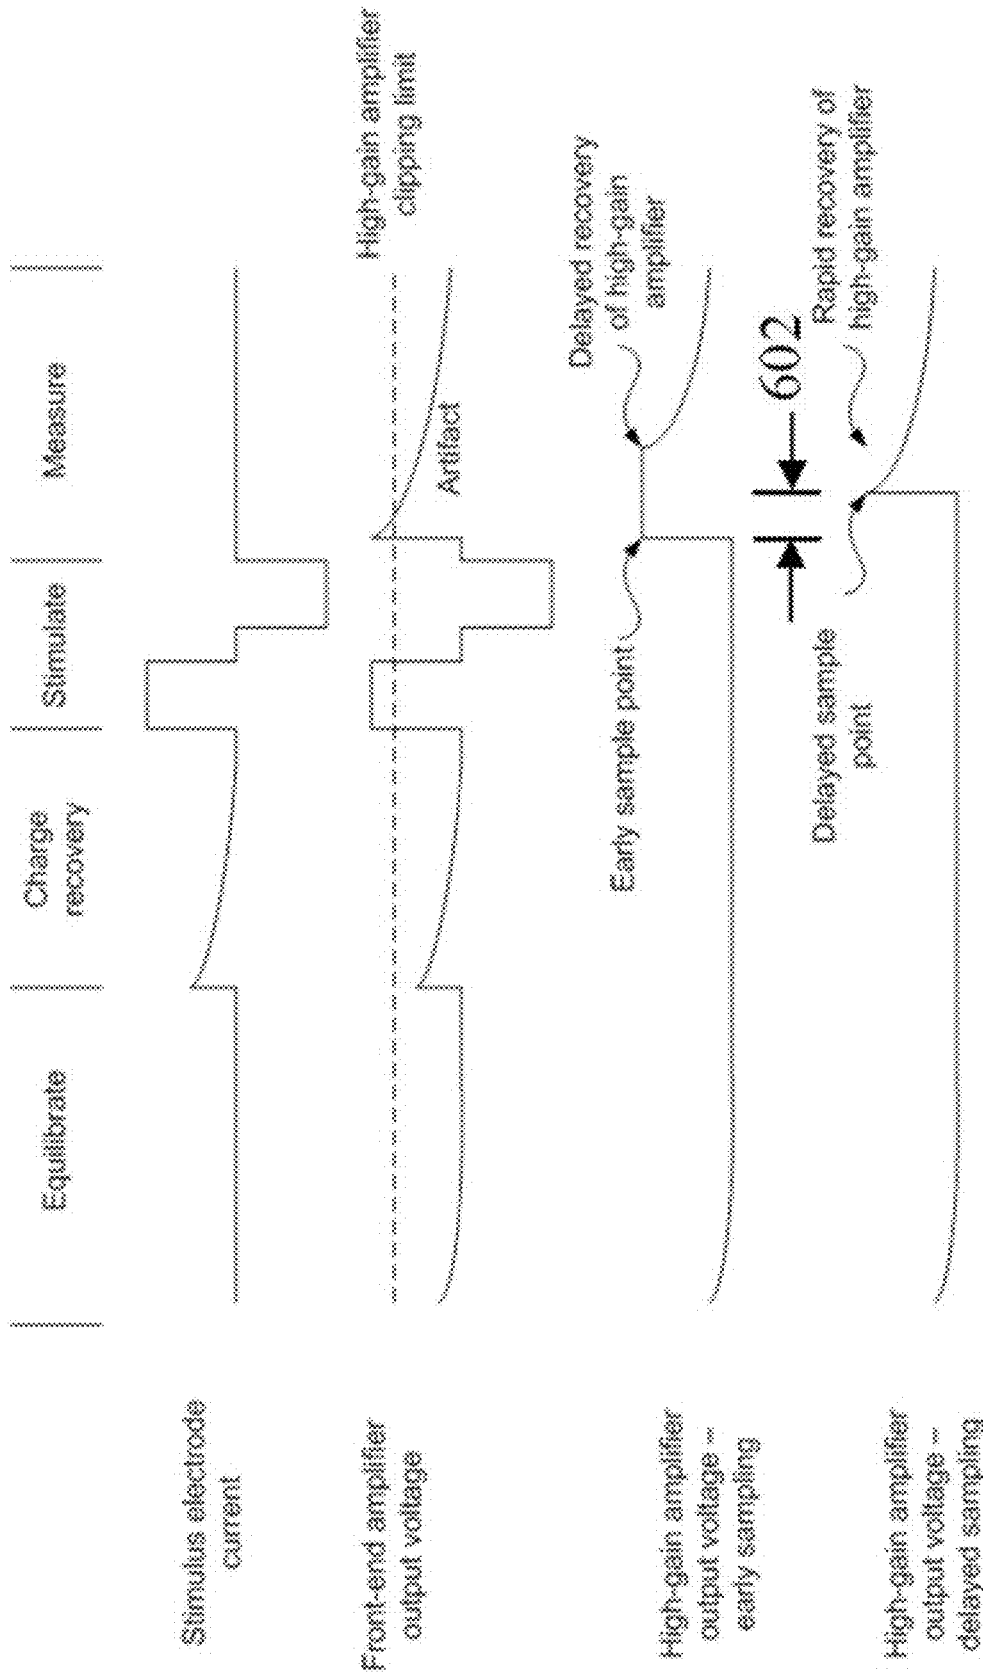 Equilibrate
Charge
recovery
Stimulate
Measure
Stimulus electrode
current
Front-end amplifier
output voltage
High-gain amplifier
clipping limit
Artifact
High-gain amplifier
output voltage –
early sampling
Early sample point
Delayed recovery
of high-gain
amplifier
602
High-gain amplifier
output voltage –
delayed sampling
Delayed sample
point
Rapid recovery of
high-gain amplifier